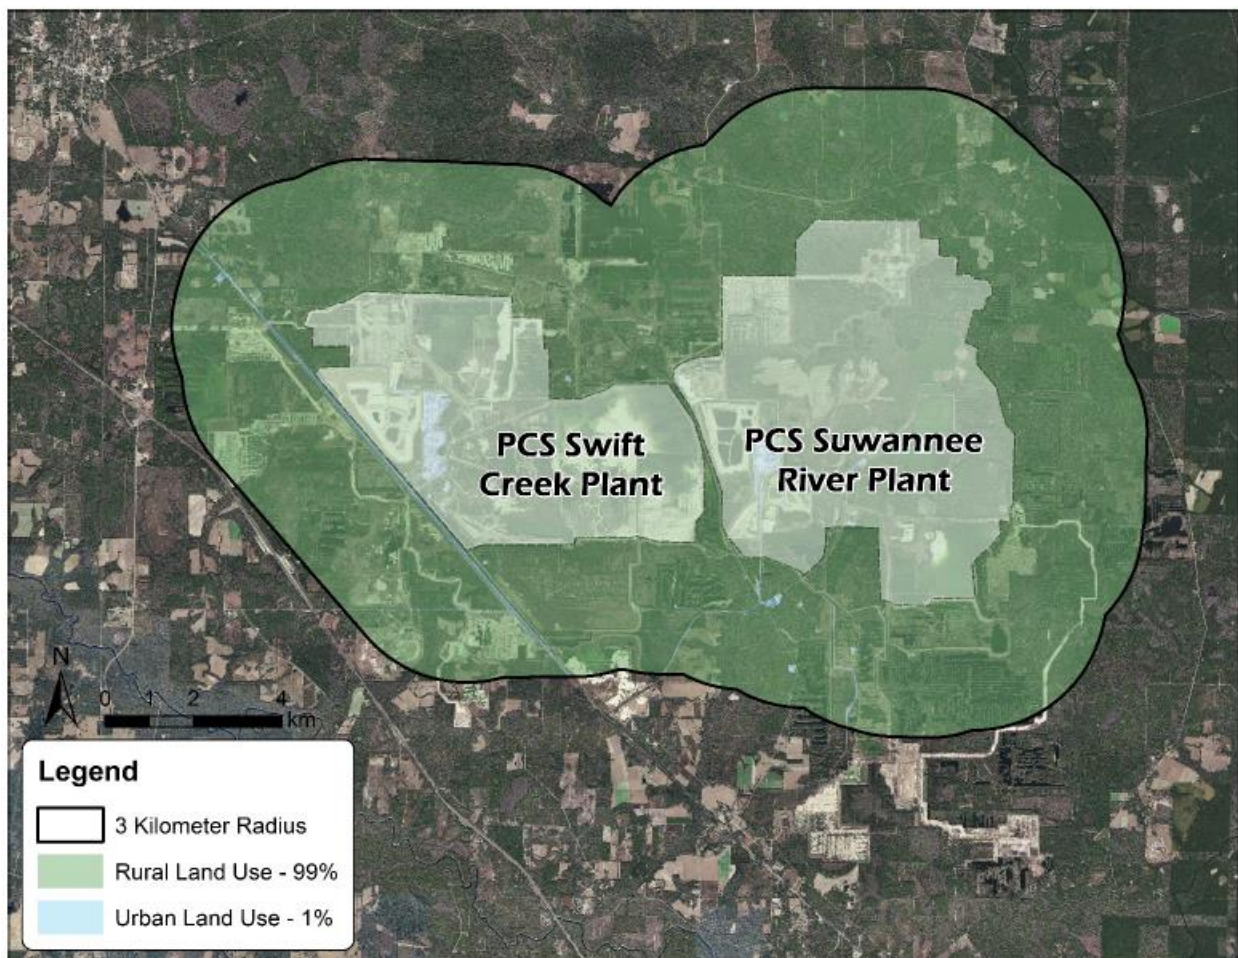 PCS Swift
Creek Plant
PCS Suwannee
River Plant
N
0 1 2 4
km
Legend
3 Kilometer Radius
Rural Land Use - 99%
Urban Land Use - 1%